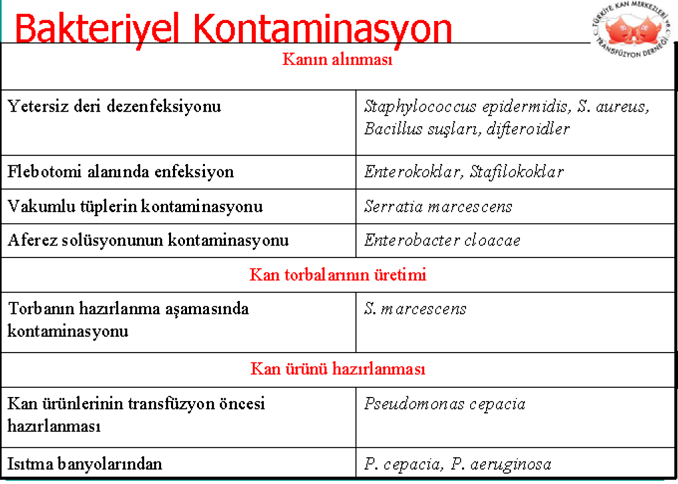 Bakteriyel Kontaminasyon
TÜRKİYE KAN MERKEZLERİ ve
TRANSFÜZYON DERNEĞİ
Kanın alınması
Yetersiz deri dezenfeksiyonu
Staphylococcus epidermidis, S. aureus,
Bacillus suşları, difteroidler
Flebotomi alanında enfeksiyon
Enterokoklar, Stafilokoklar
Vakumlu tüplerin kontaminasyonu
Serratia marcescens
Aferez solüsyonunun kontaminasyonu
Enterobacter cloacae
Kan torbalarının üretimi
Torbanın hazırlanma aşamasında
kontaminasyonu
S. marcescens
Kan ürünü hazırlanması
Kan ürünlerinin transfüzyon öncesi
hazırlanması
Pseudomonas cepacia
Isıtma banyolarından
P. cepacia, P. aeruginosa